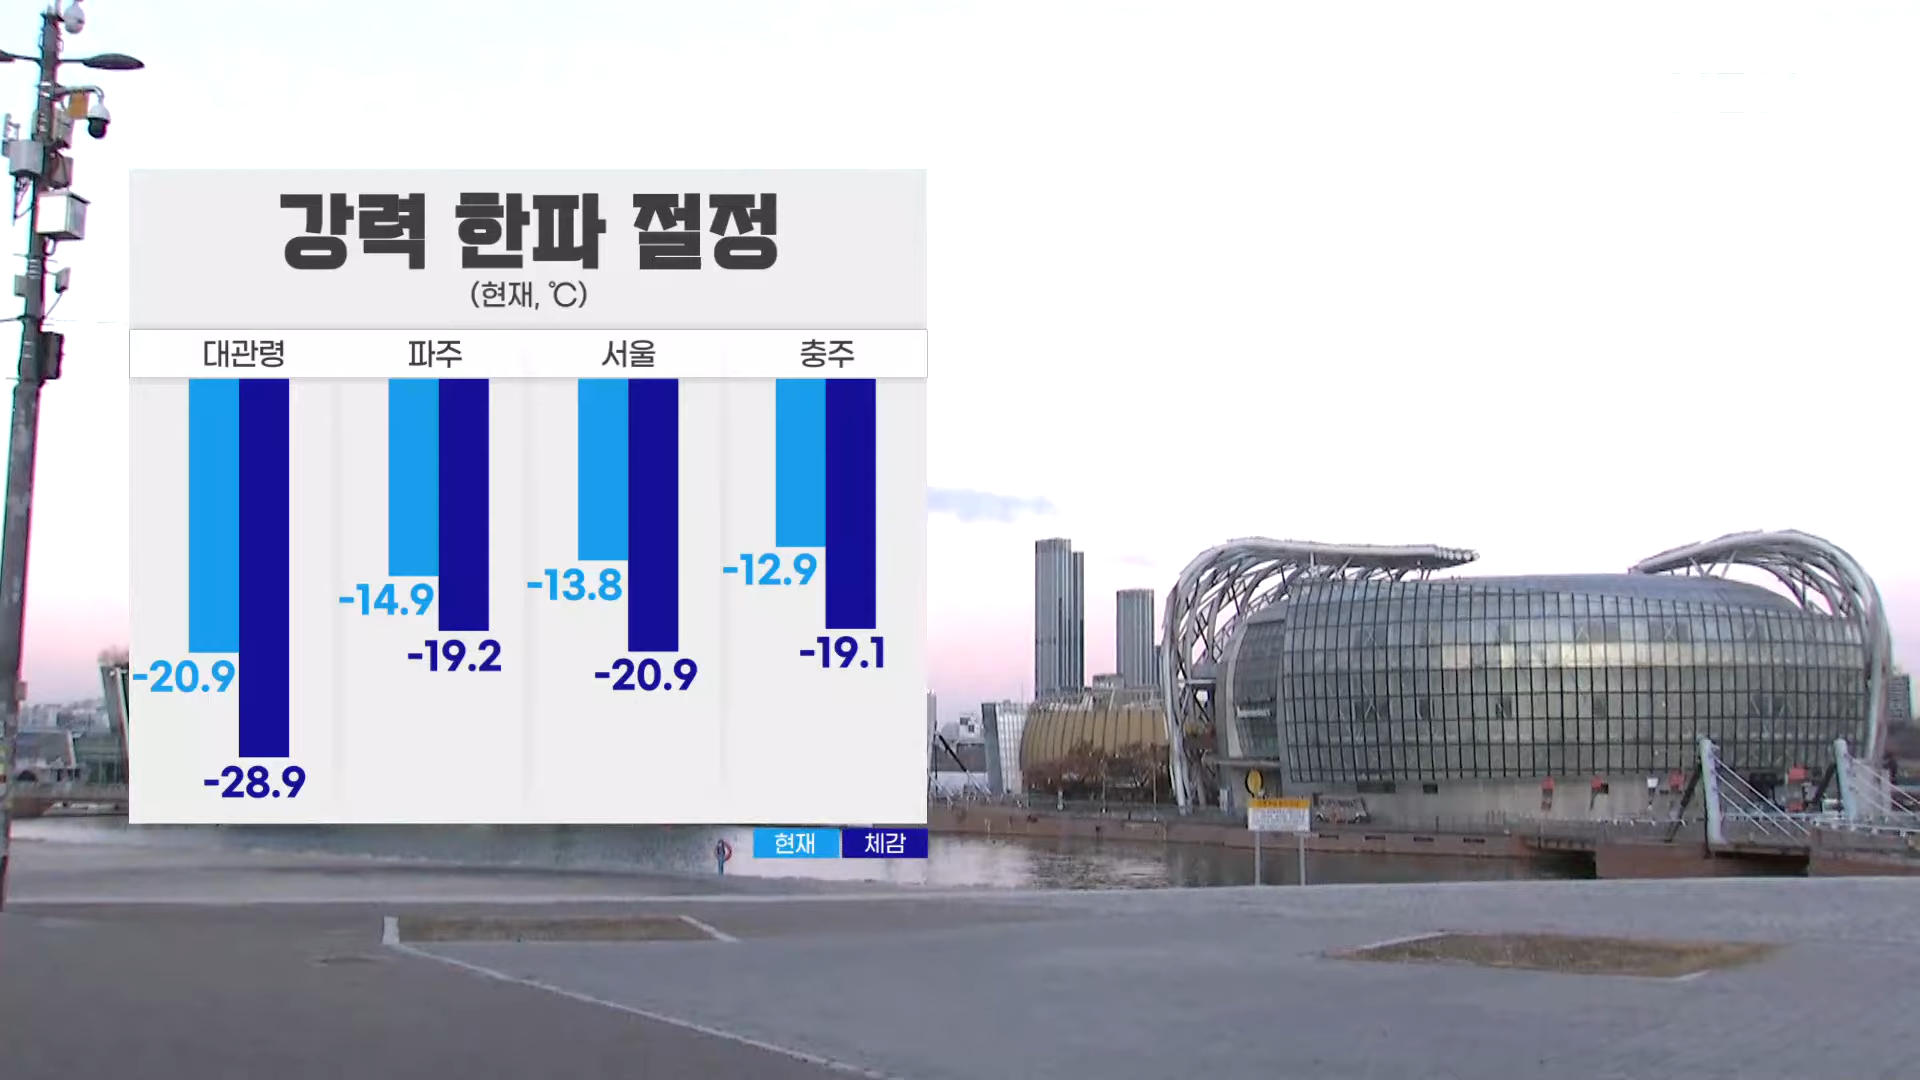 강력 한파 절정
(현재, ℃)
대관령 파주 서울 충주
-20.9 -28.9 -14.9 -19.2 -13.8 -20.9 -12.9 -19.1
현재 체감